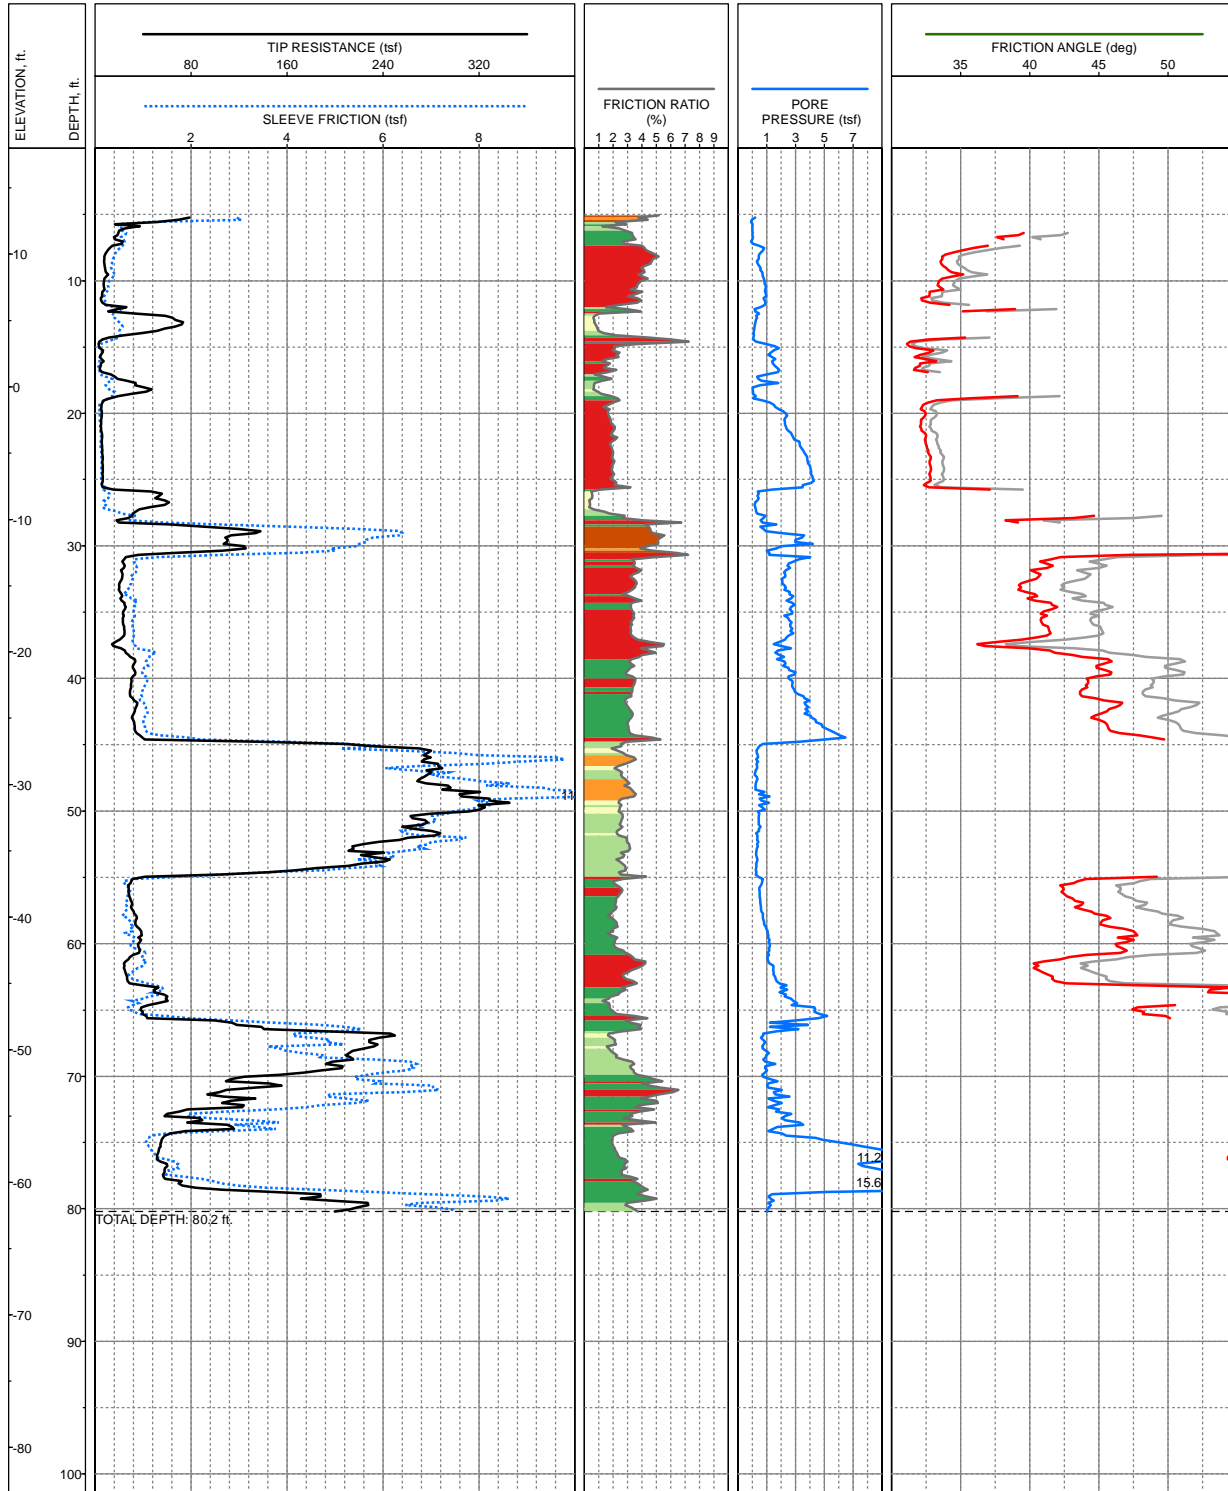 ELEVATION, ft.
DEPTH, ft.
TIP RESISTANCE (tsf)
80 160 240 320
SLEEVE FRICTION (tsf)
2 4 6 8
FRICTION RATIO
(%)
1 2 3 4 5 6 7 8 9
PORE
PRESSURE (tsf)
1 3 5 7
FRICTION ANGLE (deg)
35 40 45 50
10
10
0
20
-10
30
-20
40
-30
50
-40
60
-50
70
11.2
-60
15.6
80
TOTAL DEPTH: 80.2 ft.
-70
90
-80
100